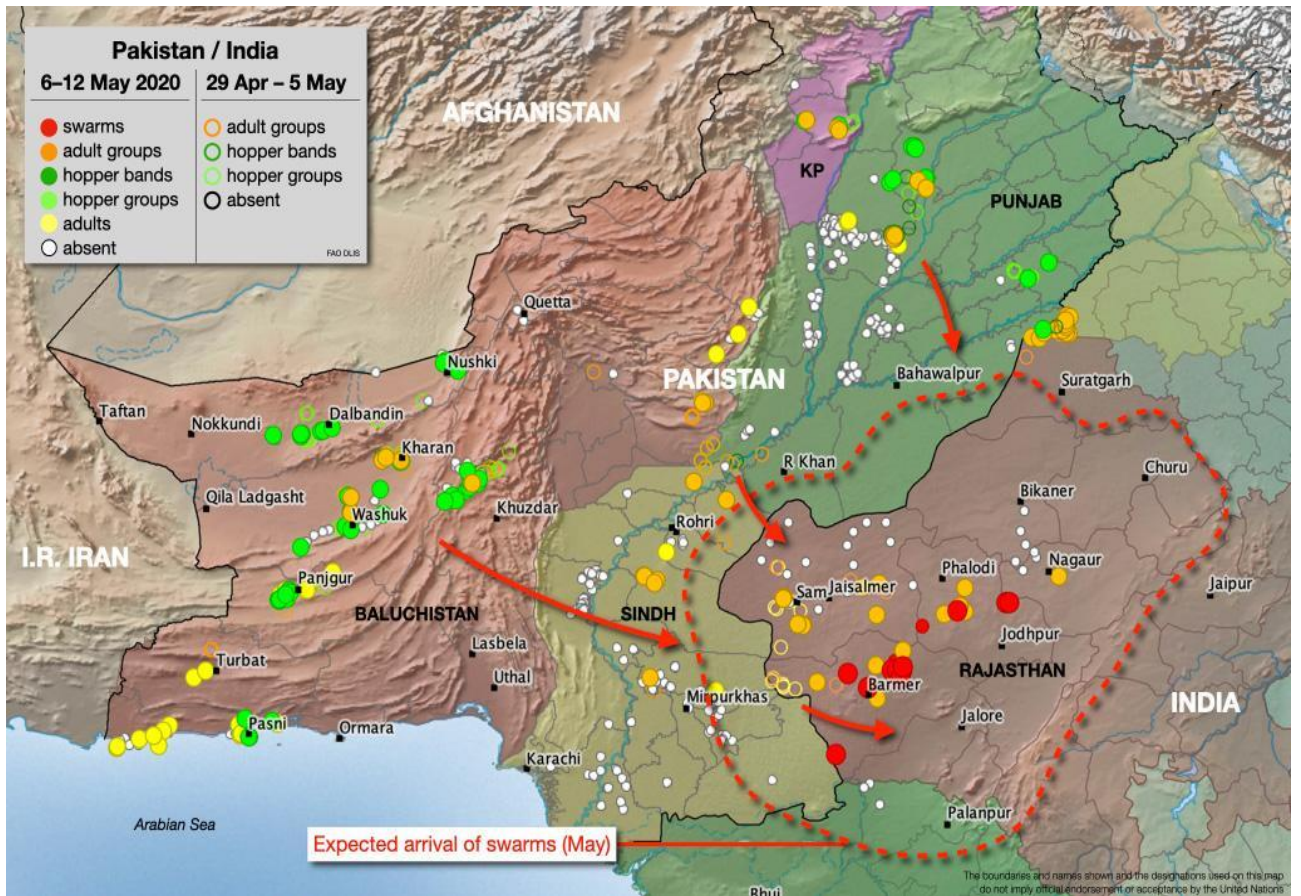 Pakistan / India
6–12 May 2020
29 Apr – 5 May
swarms
adult groups
hopper bands
hopper groups
adults
absent
adult groups
hopper bands
hopper groups
absent
FAO DLIS
AFGHANISTAN
KP
PUNJAB
Quetta
Nushki
PAKISTAN
Bahawalpur
Suratgarh
Taftan
Nokkundi
Dalbandin
Kharan
R Khan
Churu
Qila Ladgasht
Washuk
Khuzdar
Bikaner
Rohri
I.R. IRAN
Panjgur
Phalodi
Nagaur
Sam
Jaisalmer
Jaipur
BALUCHISTAN
SINDH
Lasbela
Jodhpur
Turbat
Uthal
RAJASTHAN
Mirpurkhas
Barmer
INDIA
Pasni
Ormara
Jalore
Karachi
Arabian Sea
Palanpur
Expected arrival of swarms (May)
The boundaries and names shown and the designations used on this map
do not imply official endorsement or acceptance by the United Nations
Bhuj